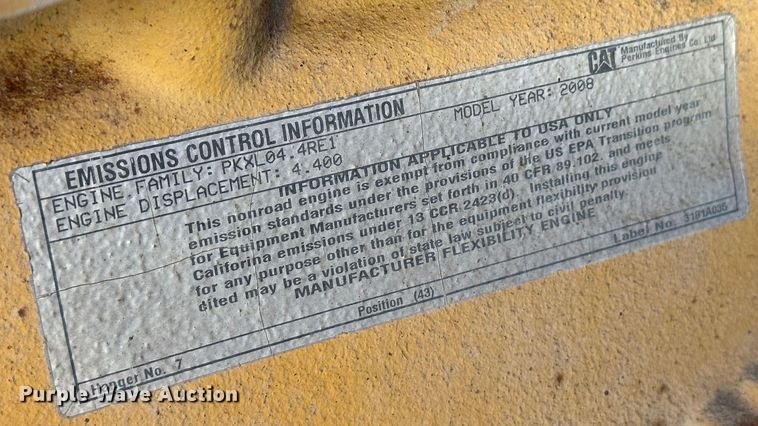 CAT Manufactured By
Perkins Engines Co. Ltd
EMISSIONS CONTROL INFORMATION
ENGINE FAMILY: PKXL04.4RE1 MODEL YEAR: 2008
ENGINE DISPLACEMENT: 4.400
INFORMATION APPLICABLE TO USA ONLY
This nonroad engine is exempt from compliance with current model year
emission standards under the provisions of the US EPA Transition program
for Equipment Manufacturers set forth in 40 CFR 89.102. and meets
California emissions under 13 CCR 2423(d). Installing this engine
for any purpose other than for the equipment flexibility provision
cited may be a violation of state law subject to civil penalty.
MANUFACTURER FLEXIBILITY ENGINE
Hanger No. 7 Position (43) Label No. 3181A035
Purple Wave Auction